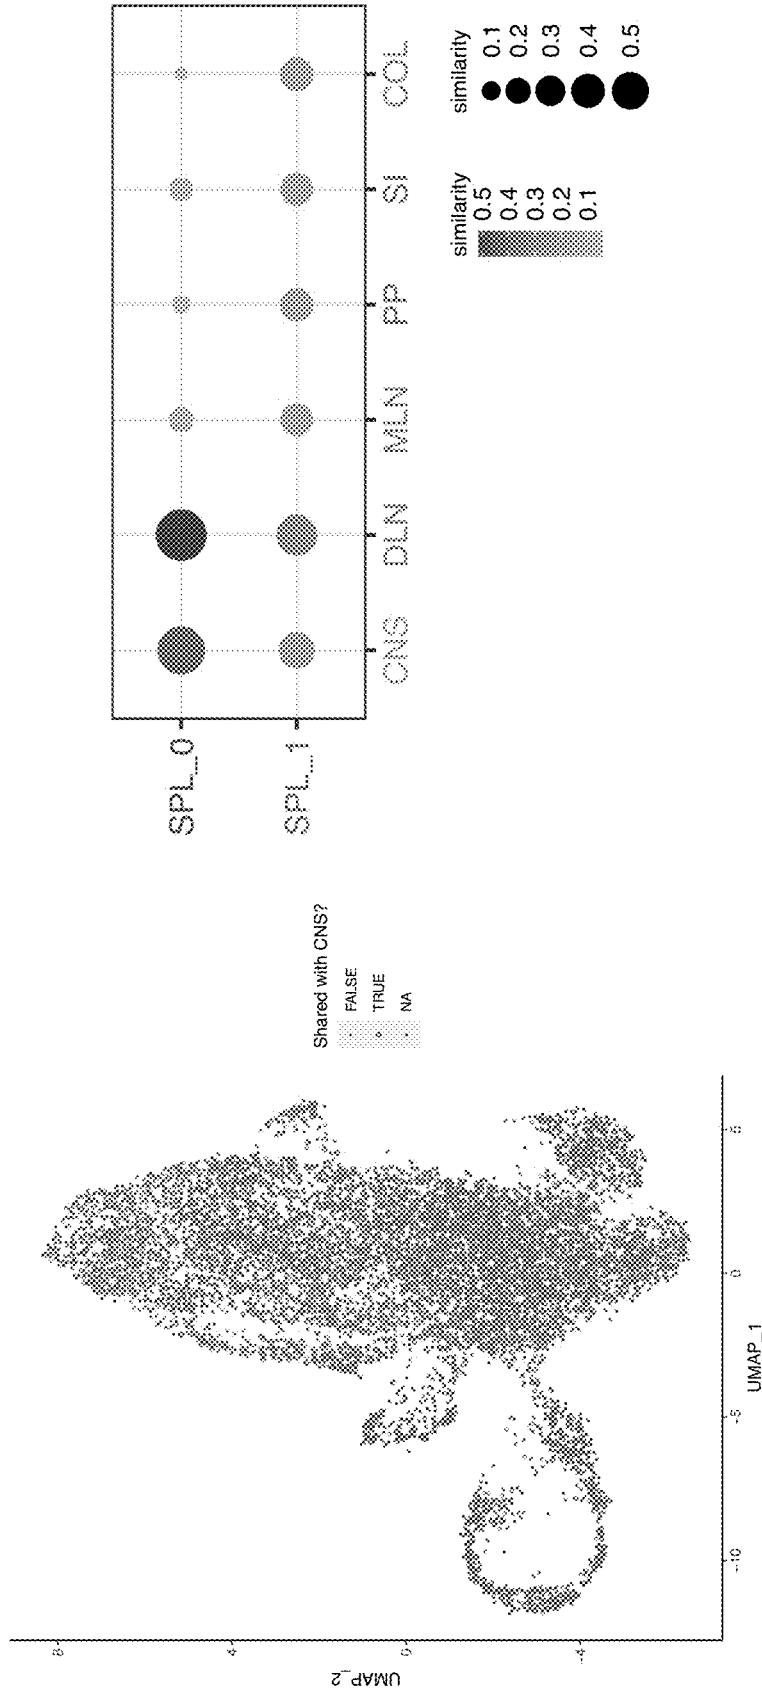 SPL_0
SPL_1
CNS
DLN
MLN
PP
SI
COL
similarity
0.5
0.4
0.3
0.2
0.1
similarity
0.1
0.2
0.3
0.4
0.5
Shared with CNS?
FALSE
TRUE
NA
UMAP_2
8
4
0
-4
-10
-5
0
UMAP_1